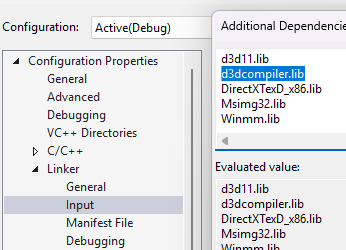 Configuration:
Active(Debug)
Additional Dependencie
Configuration Properties
General
Advanced
Debugging
VC++ Directories
C/C++
Linker
General
Input
Manifest File
Debugging
d3d11.lib
d3dcompiler.lib
DirectXTexD_x86.lib
Msimg32.lib
Winmm.lib
Evaluated value:
d3d11.lib
d3dcompiler.lib
DirectXTexD_x86.lib
Msimg32.lib
Winmm.lib